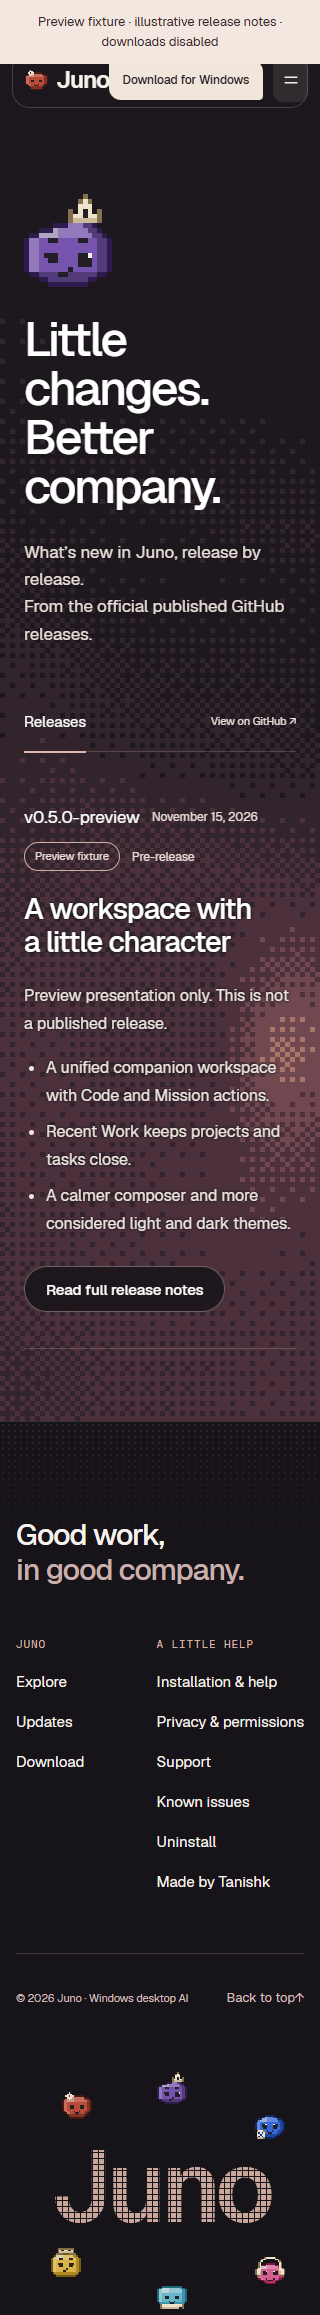 Preview fixture · illustrative release notes ·
downloads disabled
Juno
Download for Windows
Little
changes.
Better
company.
What's new in Juno, release by
release.
From the official published GitHub
releases.
Releases
View on GitHub ↗
v0.5.0-preview
November 15, 2026
Preview fixture
Pre-release
A workspace with
a little character
Preview presentation only. This is not
a published release.
• A unified companion workspace
with Code and Mission actions.
• Recent Work keeps projects and
tasks close.
• A calmer composer and more
considered light and dark themes.
Read full release notes
Good work,
in good company.
JUNO
Explore
Updates
Download
A LITTLE HELP
Installation & help
Privacy & permissions
Support
Known issues
Uninstall
Made by Tanishk
© 2026 Juno · Windows desktop AI
Back to top↑
Juno